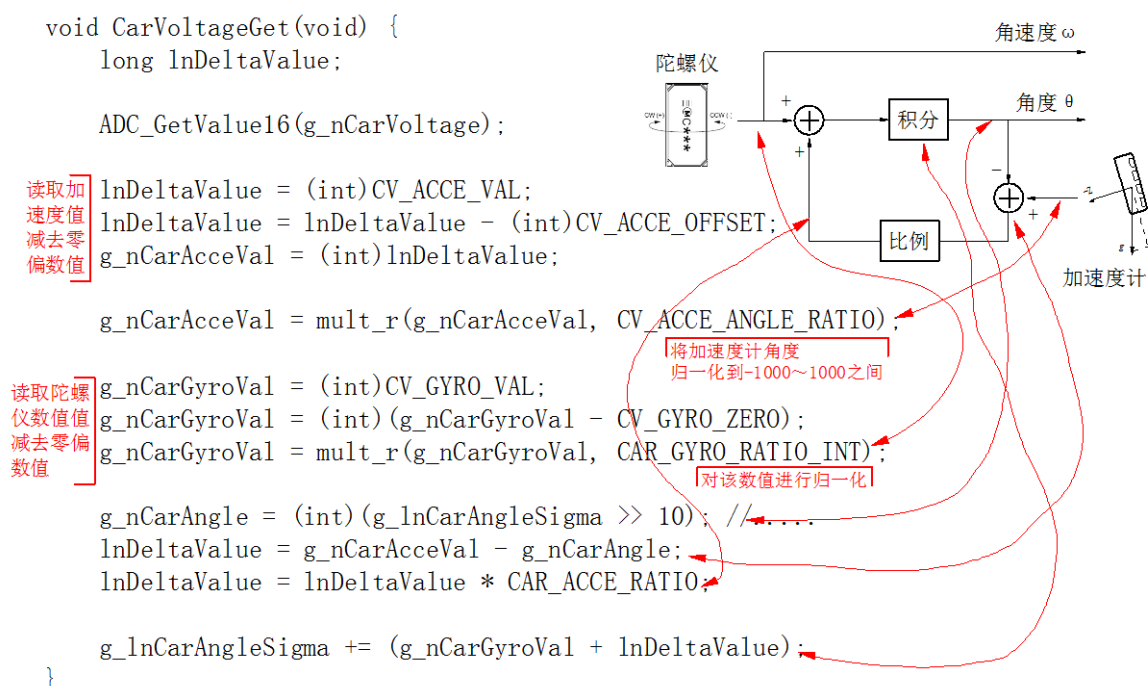 void CarVoltageGet(void) {
long lnDeltaValue;
ADC_GetValue16(g_nCarVoltage);
读取加
速度值
减去零
偏数值
lnDeltaValue = (int)CV_ACCE_VAL;
lnDeltaValue = lnDeltaValue - (int)CV_ACCE_OFFSET;
g_nCarAcceVal = (int)lnDeltaValue;
g_nCarAcceVal = mult_r(g_nCarAcceVal, CV_ACCE_ANGLE_RATIO);
将加速度计角度
归一化到-1000~1000之间
读取陀螺
仪数值值
减去零偏
数值
g_nCarGyroVal = (int)CV_GYRO_VAL;
g_nCarGyroVal = (int)(g_nCarGyroVal - CV_GYRO_ZERO);
g_nCarGyroVal = mult_r(g_nCarGyroVal, CAR_GYRO_RATIO_INT);
对该数值进行归一化
g_nCarAngle = (int)(g_lnCarAngleSigma >> 10); //.....
lnDeltaValue = g_nCarAcceVal - g_nCarAngle;
lnDeltaValue = lnDeltaValue * CAR_ACCE_RATIO;
g_lnCarAngleSigma += (g_nCarGyroVal + lnDeltaValue);
}
角速度ω
陀螺仪
CW (+)
CCW (-)
+
+
积分
角度θ
−
+
比例
Z
g
加速度计